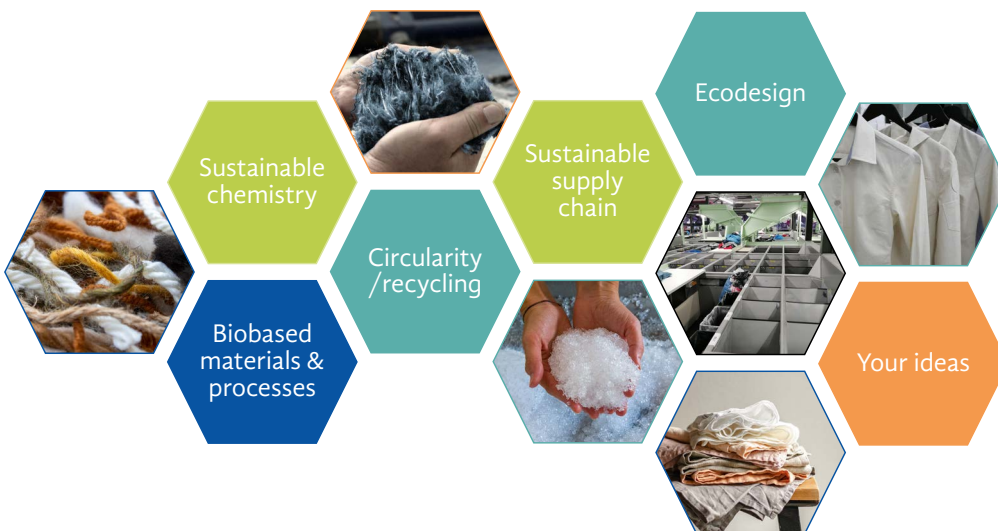 Ecodesign
Sustainable
chemistry
Sustainable
supply
chain
Circularity
/recycling
Biobased
materials &
processes
Your ideas